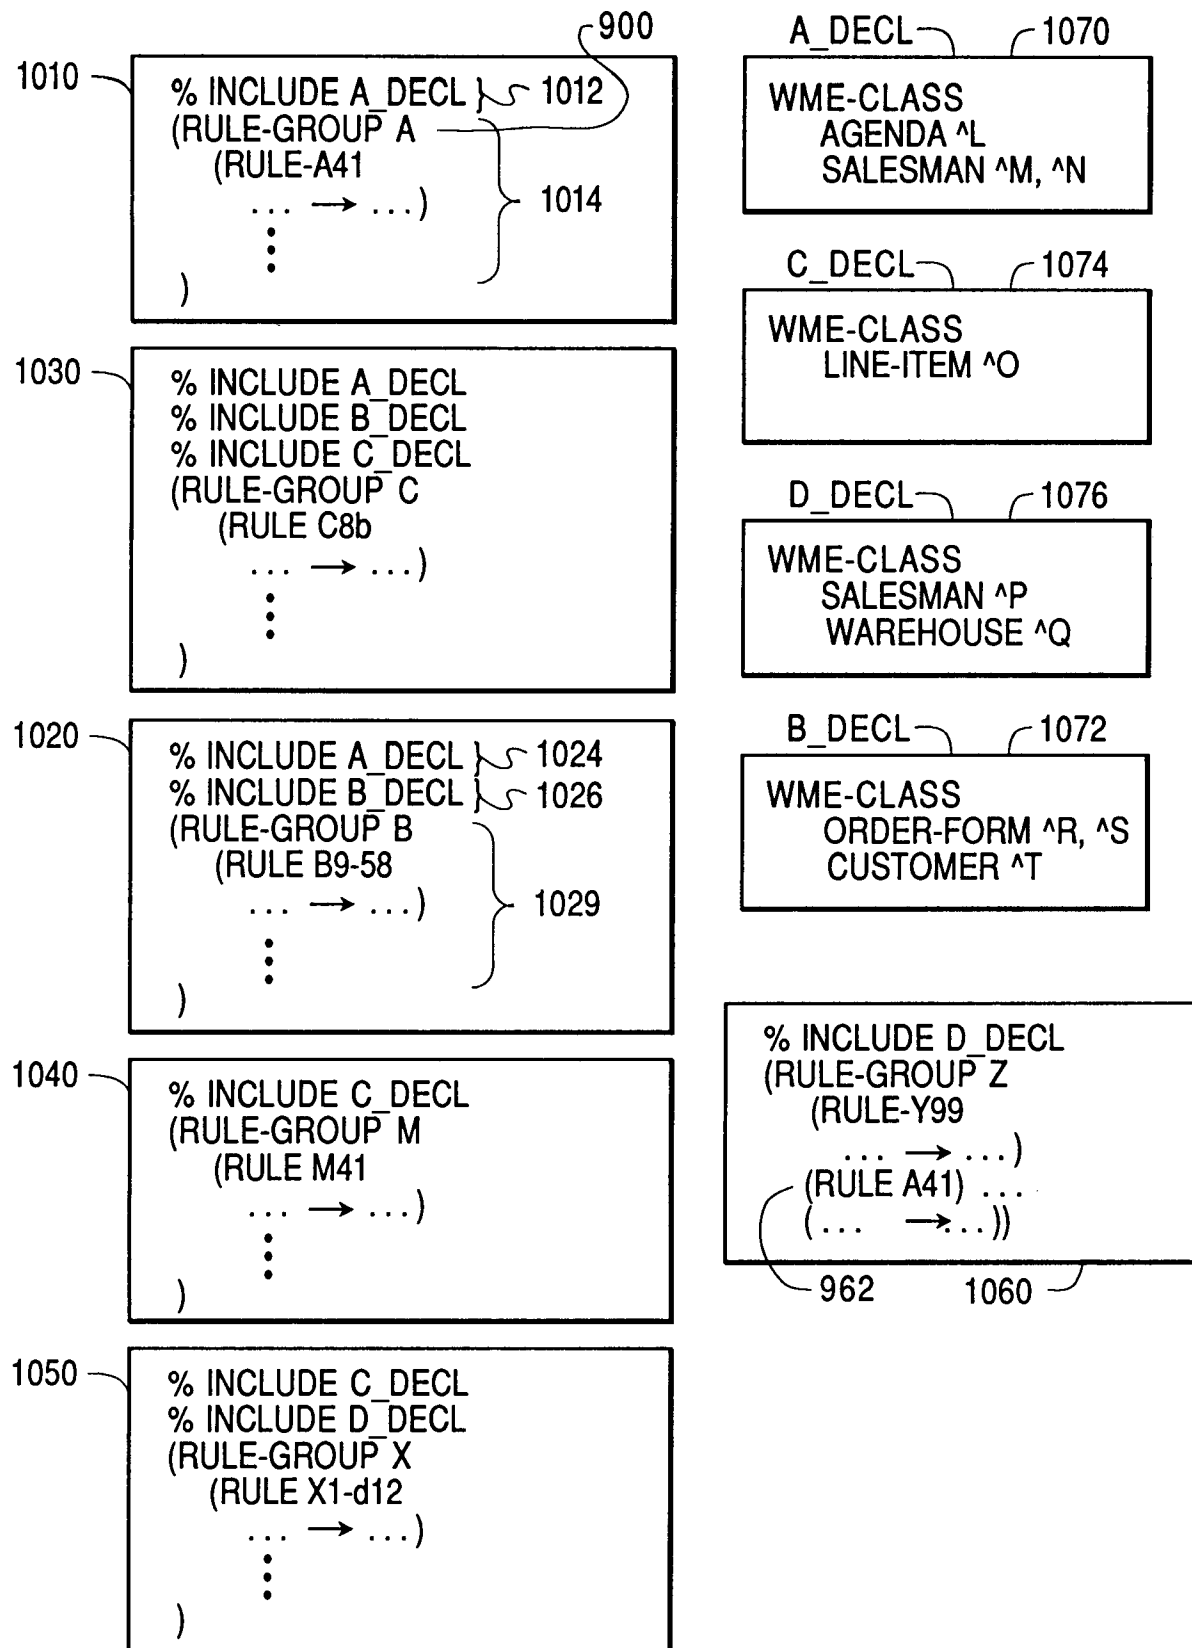 900
1010
% INCLUDE A_DECL
1012
(RULE-GROUP A
(RULE-A41
... → ...)
1014
)
1030
% INCLUDE A_DECL
% INCLUDE B_DECL
% INCLUDE C_DECL
(RULE-GROUP C
(RULE C8b
... → ...)
)
1020
% INCLUDE A_DECL
1024
% INCLUDE B_DECL
1026
(RULE-GROUP B
(RULE B9-58
... → ...)
1029
)
1040
% INCLUDE C_DECL
(RULE-GROUP M
(RULE M41
... → ...)
)
1050
% INCLUDE C_DECL
% INCLUDE D_DECL
(RULE-GROUP X
(RULE X1-d12
... → ...)
)
A_DECL
1070
WME-CLASS
AGENDA ^L
SALESMAN ^M, ^N
C_DECL
1074
WME-CLASS
LINE-ITEM ^O
D_DECL
1076
WME-CLASS
SALESMAN ^P
WAREHOUSE ^Q
B_DECL
1072
WME-CLASS
ORDER-FORM ^R, ^S
CUSTOMER ^T
% INCLUDE D_DECL
(RULE-GROUP Z
(RULE-Y99
... → ...)
(RULE A41) ...
(... → ...))
962
1060